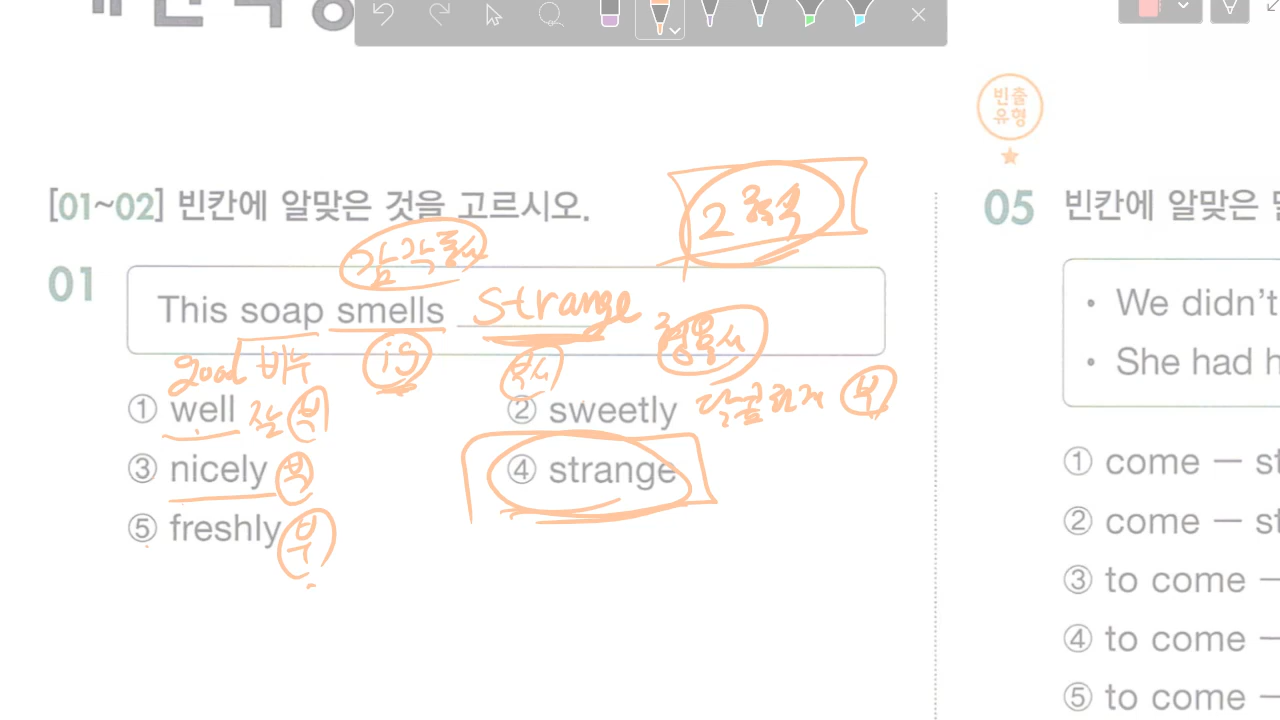 빈출
유형
[01~02] 빈칸에 알맞은 것을 고르시오.
2 형식
감각동사
01 This soap smells strange
형용사
good 비누 is 부사
① well 잘 부 ② sweetly 달콤하게 부
③ nicely 부 ④ strange
⑤ freshly 부
05 빈칸에 알맞은
• We didn't
• She had
① come – st
② come – st
③ to come –
④ to come –
⑤ to come –